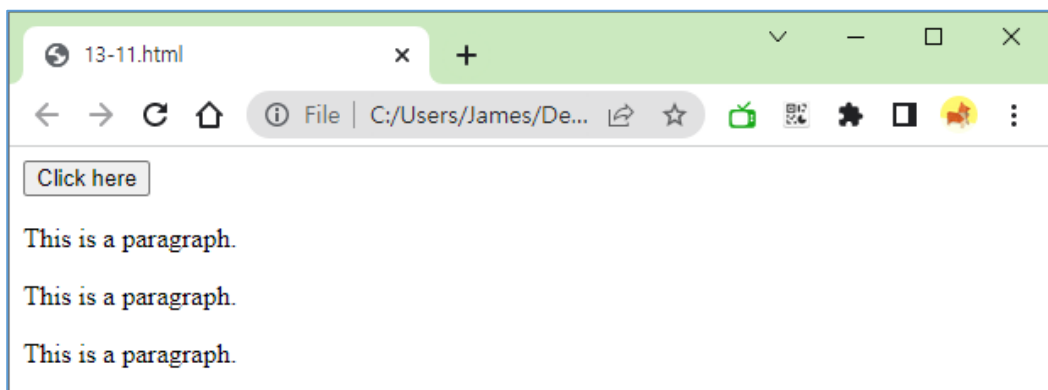 13-11.html
File | C:/Users/James/De...
Click here
This is a paragraph.
This is a paragraph.
This is a paragraph.